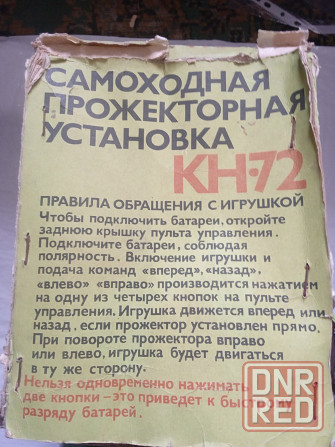 САМОХОДНАЯ
ПРОЖЕКТОРНАЯ
УСТАНОВКА
КН-72
ПРАВИЛА ОБРАЩЕНИЯ С ИГРУШКОЙ
Чтобы подключить батареи, откройте
заднюю крышку пульта управления.
Подключите батареи, соблюдая
полярность. Включение игрушки и
подача команд «вперед», «назад»,
«влево» «вправо» производится нажатием
на одну из четырех кнопок на пульте
управления. Игрушка движется вперед или
назад, если прожектор установлен прямо.
При повороте прожектора вправо
или влево, игрушка будет двигаться
в ту же сторону.
Нельзя одновременно нажимать
две кнопки – это приведет к быстрому
разряду батарей.
DNR
RED